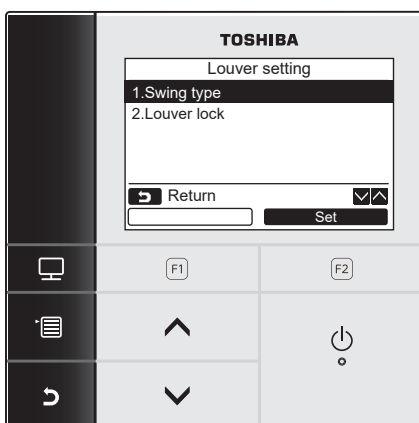 TOSHIBA
Louver setting
1.Swing type
2.Louver lock
Return
Set
F1
F2